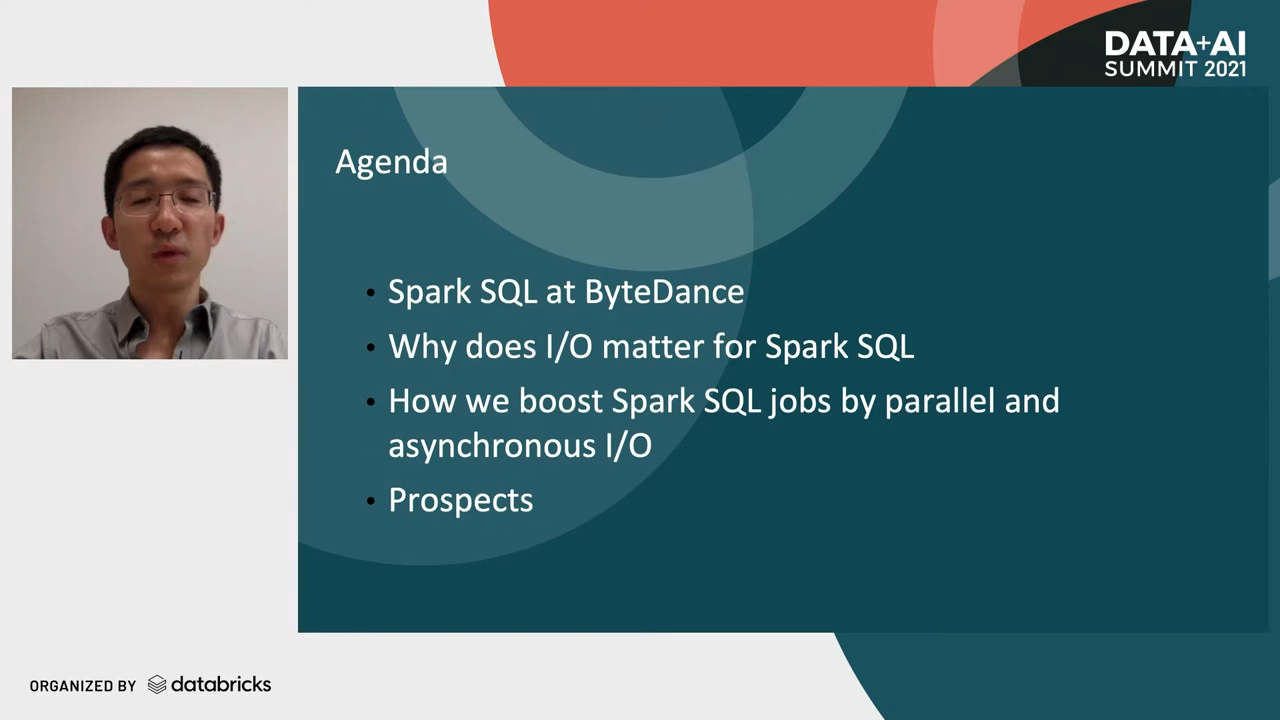 DATA+AI
SUMMIT 2021
Agenda
• Spark SQL at ByteDance
• Why does I/O matter for Spark SQL
• How we boost Spark SQL jobs by parallel and
asynchronous I/O
• Prospects
ORGANIZED BY databricks